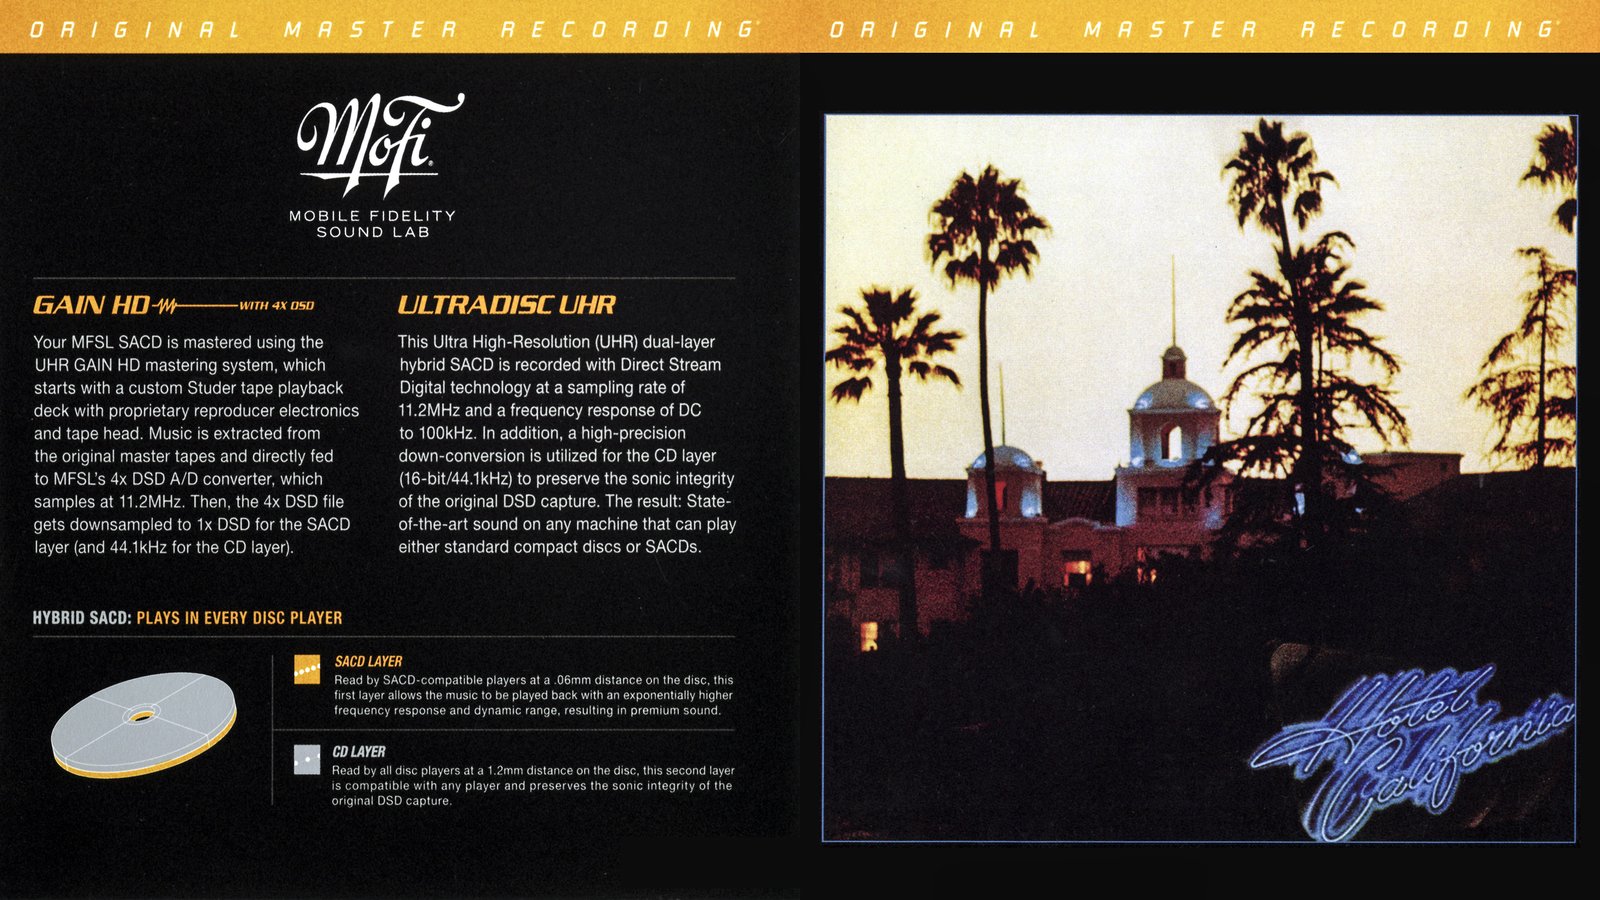 ORIGINAL MASTER RECORDING
ORIGINAL MASTER RECORDING
MoFi®
MOBILE FIDELITY
SOUND LAB
GAIN HD WITH 4X DSD
Your MFSL SACD is mastered using the
UHR GAIN HD mastering system, which
starts with a custom Studer tape playback
deck with proprietary reproducer electronics
and tape head. Music is extracted from
the original master tapes and directly fed
to MFSL's 4x DSD A/D converter, which
samples at 11.2MHz. Then, the 4x DSD file
gets downsampled to 1x DSD for the SACD
layer (and 44.1kHz for the CD layer).
ULTRADISC UHR
This Ultra High-Resolution (UHR) dual-layer
hybrid SACD is recorded with Direct Stream
Digital technology at a sampling rate of
11.2MHz and a frequency response of DC
to 100kHz. In addition, a high-precision
down-conversion is utilized for the CD layer
(16-bit/44.1kHz) to preserve the sonic integrity
of the original DSD capture. The result: State-
of-the-art sound on any machine that can play
either standard compact discs or SACDs.
HYBRID SACD: PLAYS IN EVERY DISC PLAYER
SACD LAYER
Read by SACD-compatible players at a .06mm distance on the disc, this
first layer allows the music to be played back with an exponentially higher
frequency response and dynamic range, resulting in premium sound.
CD LAYER
Read by all disc players at a 1.2mm distance on the disc, this second layer
is compatible with any player and preserves the sonic integrity of the
original DSD capture.
Hotel
California